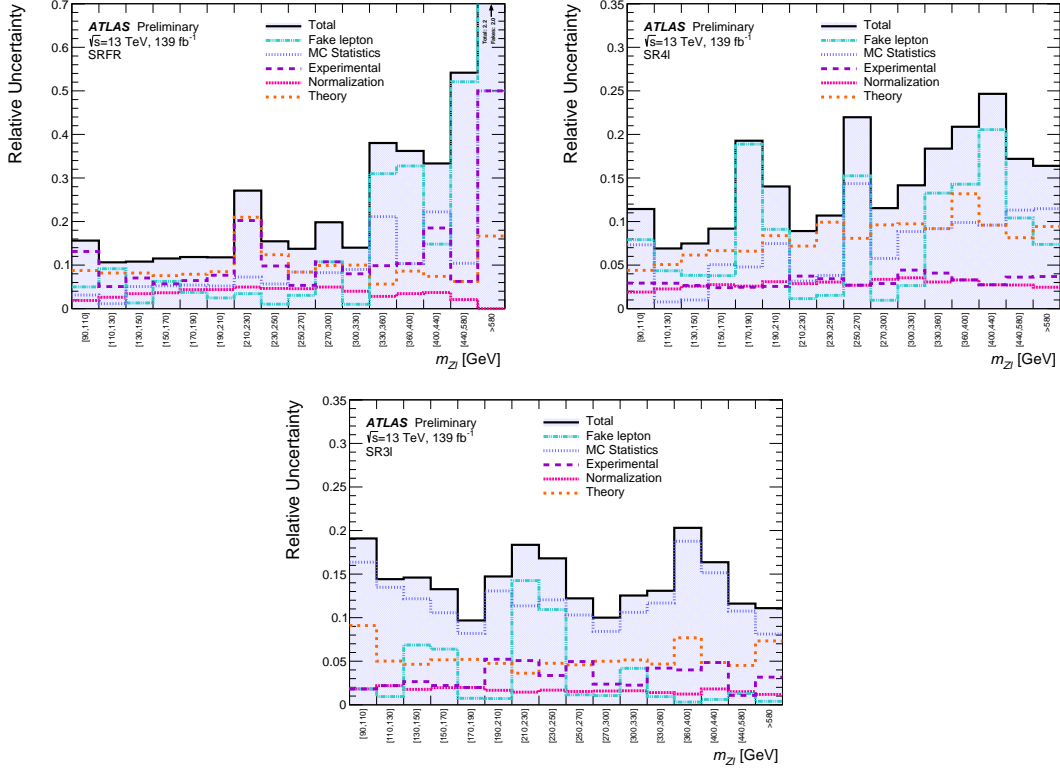 Relative Uncertainty
0.7
0.6
0.5
0.4
0.3
0.2
0.1
0
ATLAS Preliminary
√s=13 TeV, 139 fb-1
SRFR
Total
Fake lepton
MC Statistics
Experimental
Normalization
Theory
Total: 2.2
Fakes: 2.0
[90,110]
[110,130]
[130,150]
[150,170]
[170,190]
[190,210]
[210,230]
[230,250]
[250,270]
[270,300]
[300,330]
[330,360]
[360,400]
[400,440]
[440,580]
>580
mZl [GeV]
Relative Uncertainty
0.35
0.3
0.25
0.2
0.15
0.1
0.05
0
ATLAS Preliminary
√s=13 TeV, 139 fb-1
SR4l
Total
Fake lepton
MC Statistics
Experimental
Normalization
Theory
[90,110]
[110,130]
[130,150]
[150,170]
[170,190]
[190,210]
[210,230]
[230,250]
[250,270]
[270,300]
[300,330]
[330,360]
[360,400]
[400,440]
[440,580]
>580
mZl [GeV]
Relative Uncertainty
0.35
0.3
0.25
0.2
0.15
0.1
0.05
0
ATLAS Preliminary
√s=13 TeV, 139 fb-1
SR3l
Total
Fake lepton
MC Statistics
Experimental
Normalization
Theory
[90,110]
[110,130]
[130,150]
[150,170]
[170,190]
[190,210]
[210,230]
[230,250]
[250,270]
[270,300]
[300,330]
[330,360]
[360,400]
[400,440]
[440,580]
>580
mZl [GeV]